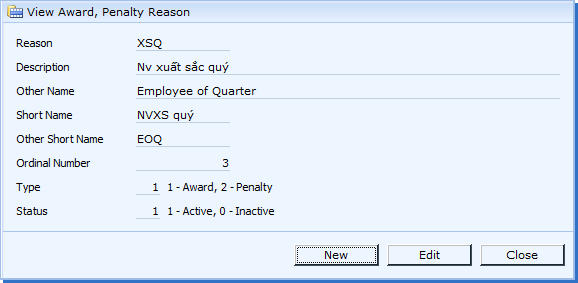 View Award, Penalty Reason
Reason XSQ
Description Nv xuất sắc quý
Other Name Employee of Quarter
Short Name NVXS quý
Other Short Name EOQ
Ordinal Number 3
Type 1 1 - Award, 2 - Penalty
Status 1 1 - Active, 0 - Inactive
New Edit Close